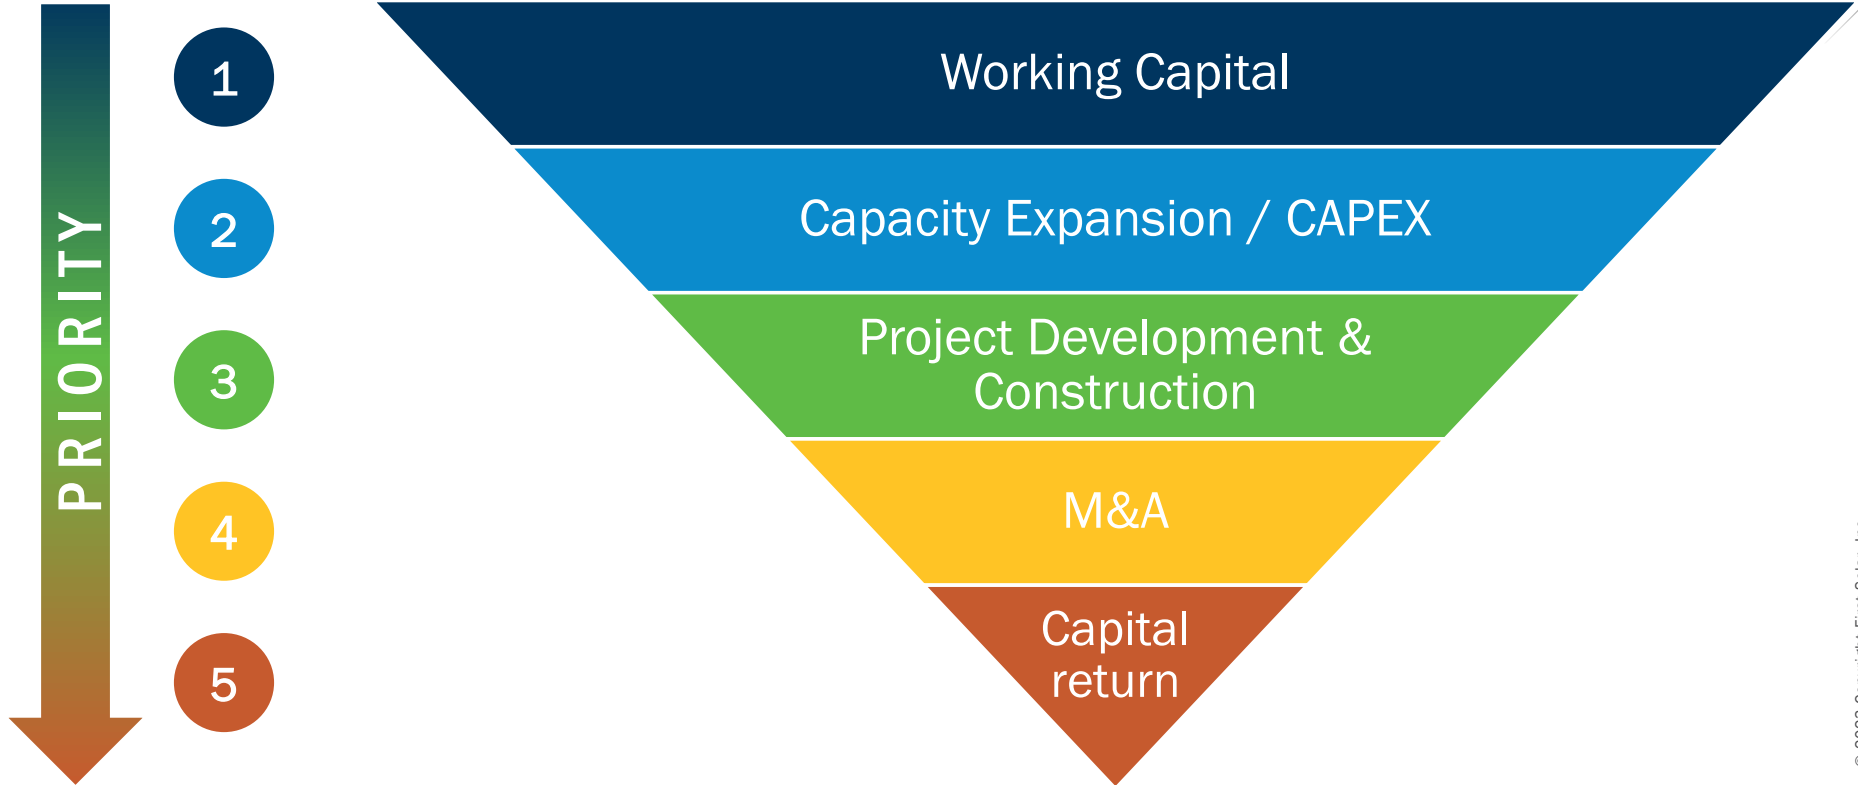 PRIORITY
1
Working Capital
2
Capacity Expansion / CAPEX
3
Project Development &
Construction
4
M&A
5
Capital
return